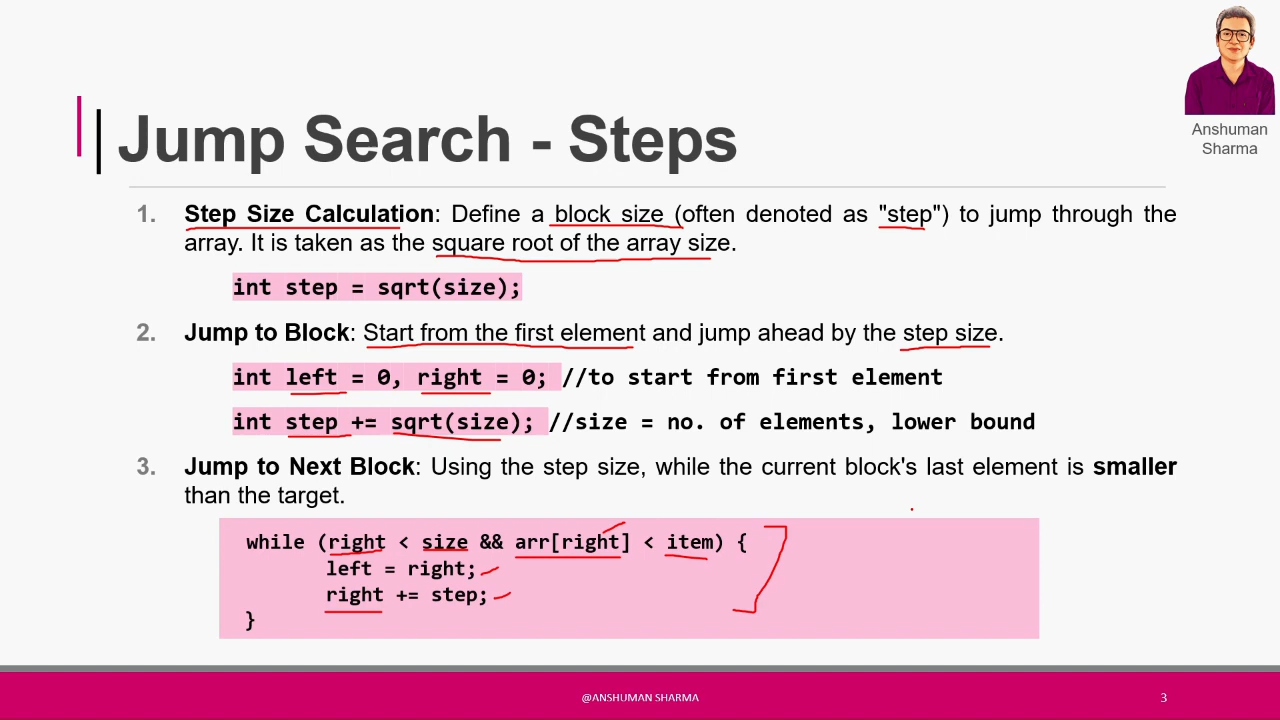 Anshuman
Sharma
Jump Search - Steps
1. Step Size Calculation: Define a block size (often denoted as "step") to jump through the
array. It is taken as the square root of the array size.
int step = sqrt(size);
2. Jump to Block: Start from the first element and jump ahead by the step size.
int left = 0, right = 0; //to start from first element
int step += sqrt(size); //size = no. of elements, lower bound
3. Jump to Next Block: Using the step size, while the current block's last element is smaller
than the target.
while (right < size && arr[right] < item) {
left = right;
right += step;
}
@ANSHUMAN SHARMA
3